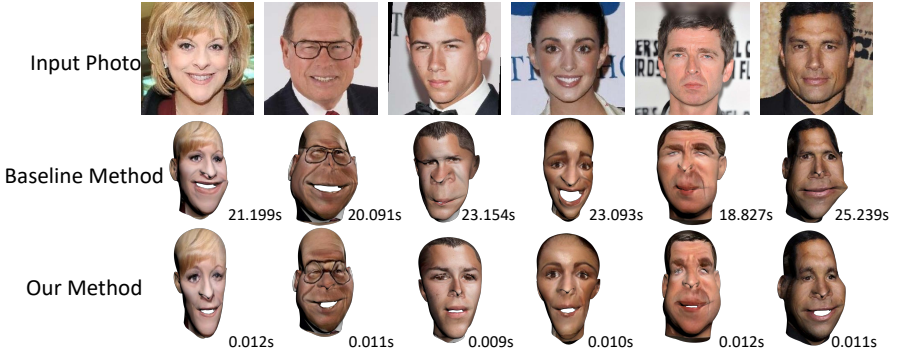 Input Photo
Baseline Method
21.199s 20.091s 23.154s 23.093s 18.827s 25.239s
Our Method
0.012s 0.011s 0.009s 0.010s 0.012s 0.011s